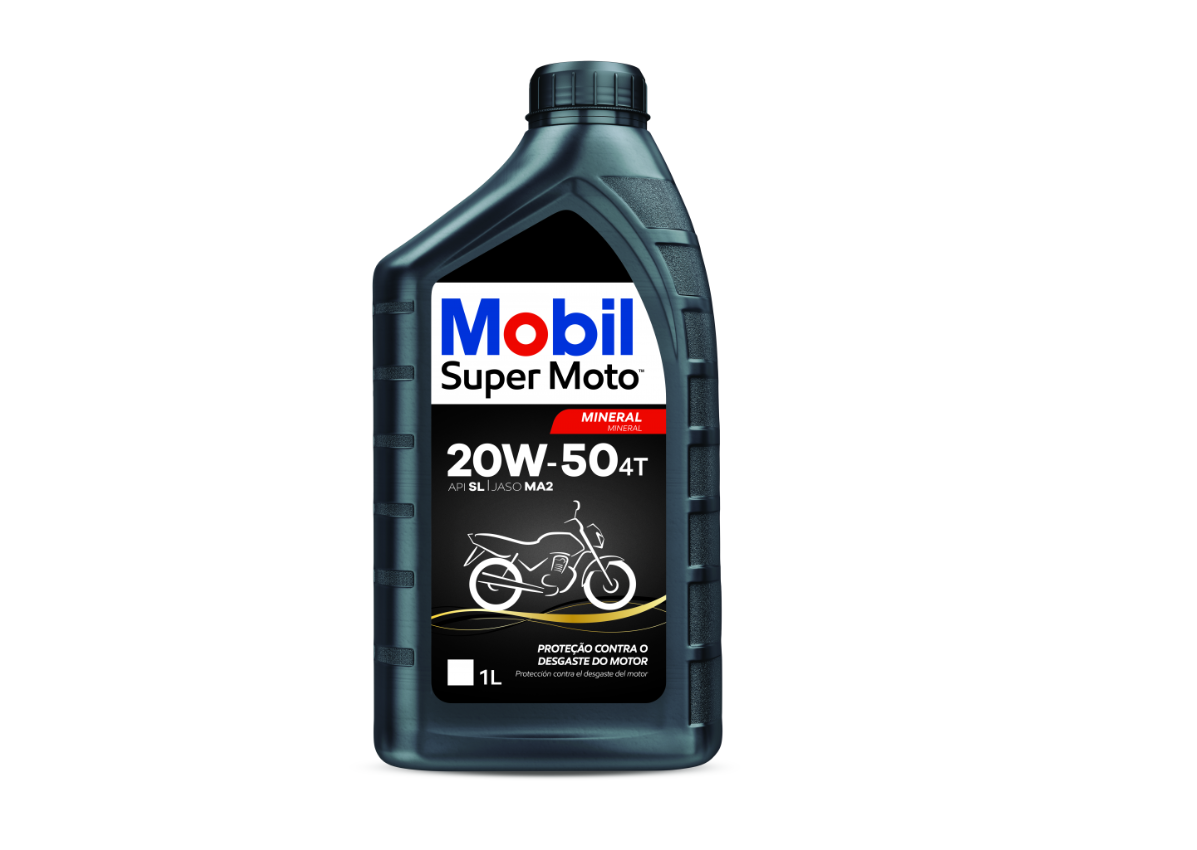 Mobil
Super Moto™
MINERAL
MINERAL
20W-50 4T
API SL | JASO MA2
PROTEÇÃO CONTRA O
DESGASTE DO MOTOR
Protección contra el desgaste del motor
1L